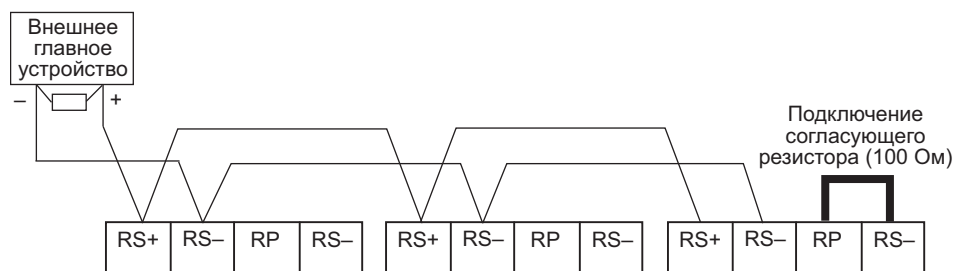 Внешнее
главное
устройство
– +
Подключение
согласующего
резистора (100 Ом)
RS+ RS– RP RS– RS+ RS– RP RS– RS+ RS– RP RS–